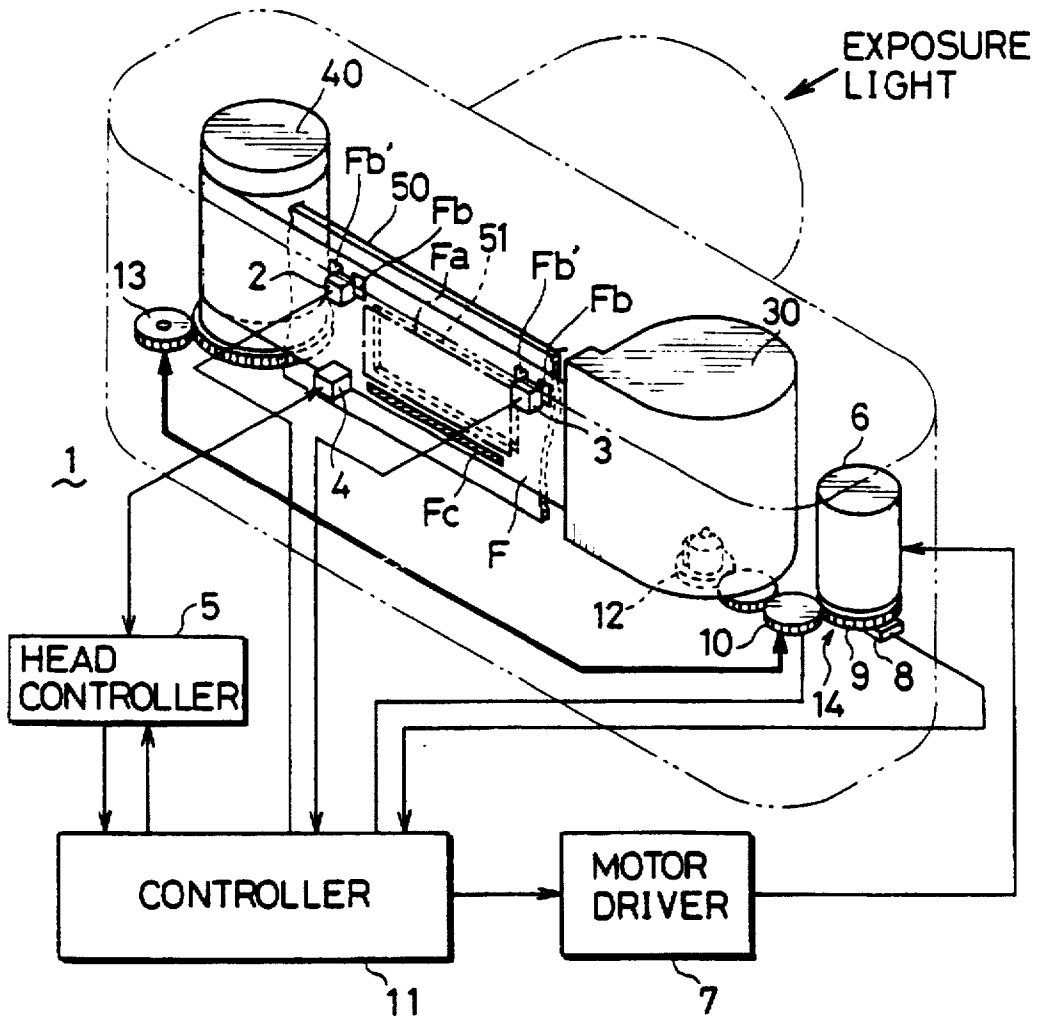 EXPOSURE
LIGHT
40
Fb'
50
Fb
51
Fa
2
Fb'
Fb
13
30
6
3
4
1
Fc
F
12
10
14
9
8
5
HEAD
CONTROLLER
CONTROLLER
MOTOR
DRIVER
11
7